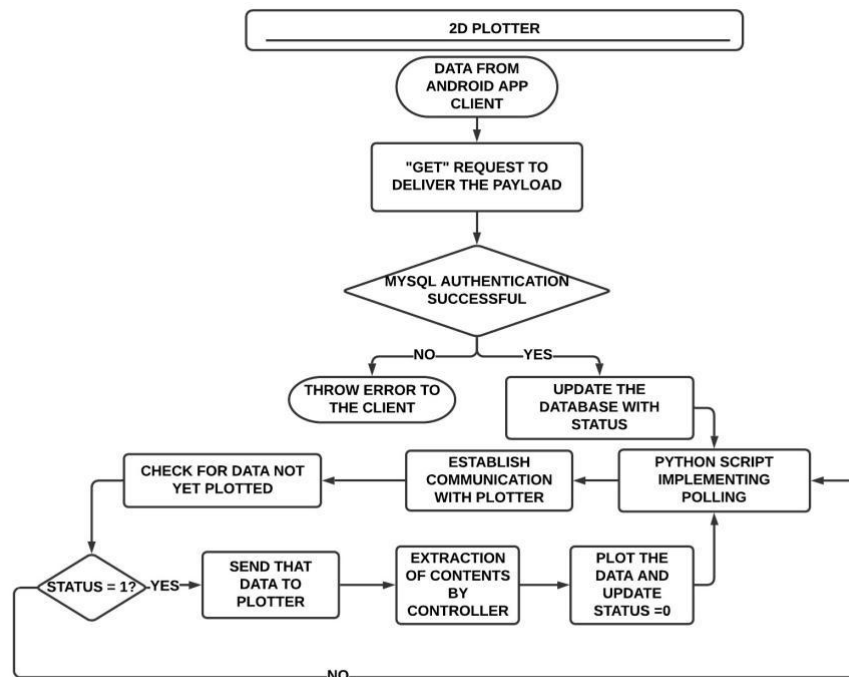 2D PLOTTER
DATA FROM
ANDROID APP
CLIENT
"GET" REQUEST TO
DELIVER THE PAYLOAD
MYSQL AUTHENTICATION
SUCCESSFUL
NO
YES
THROW ERROR TO
THE CLIENT
UPDATE THE
DATABASE WITH
STATUS
PYTHON SCRIPT
IMPLEMENTING
POLLING
ESTABLISH
COMMUNICATION
WITH PLOTTER
CHECK FOR DATA NOT
YET PLOTTED
STATUS = 1?
YES
SEND THAT
DATA TO
PLOTTER
EXTRACTION
OF CONTENTS
BY
CONTROLLER
PLOT THE
DATA AND
UPDATE
STATUS =0
NO